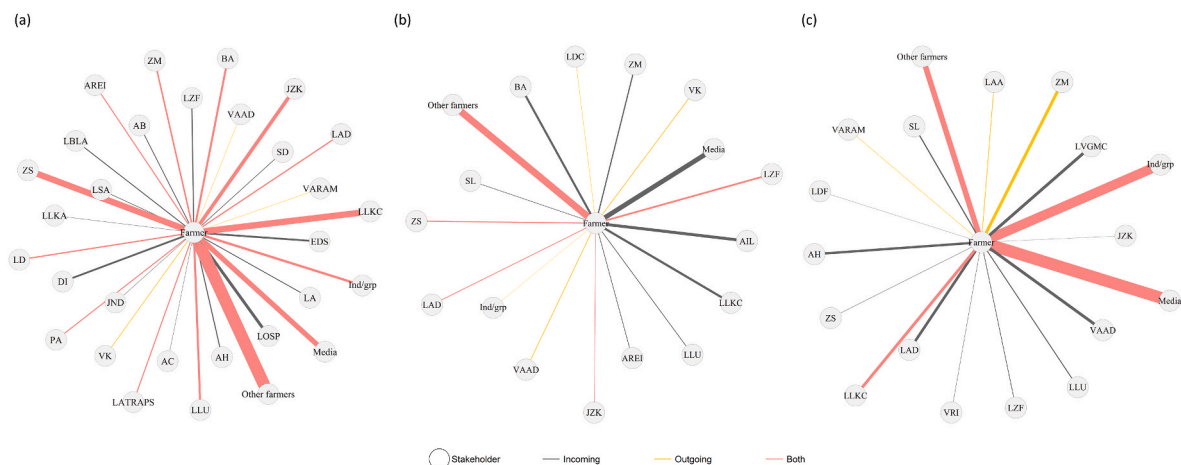 (a)
ZM
BA
AREI
JZK
LZF
AB
VAAD
LAD
LBLA
SD
ZS
LSA
VARAM
LLKA
LLKC
Farmer
EDS
LD
DI
Ind/grp
LA
JND
PA
LOSP
VK
Media
AC
AH
Other farmers
LATRAPS
LLU
(b)
LDC
ZM
BA
VK
Other farmers
Media
LZF
SL
ZS
Farmer
AIL
LAD
Ind/grp
LLKC
VAAD
AREI
LLU
JZK
(c)
Other farmers
LAA
ZM
VARAM
SL
LVGMC
Ind/grp
LDF
JZK
Farmer
AH
Media
ZS
VAAD
LAD
LLKC
LLU
VRI
LZF
Stakeholder
Incoming
Outgoing
Both